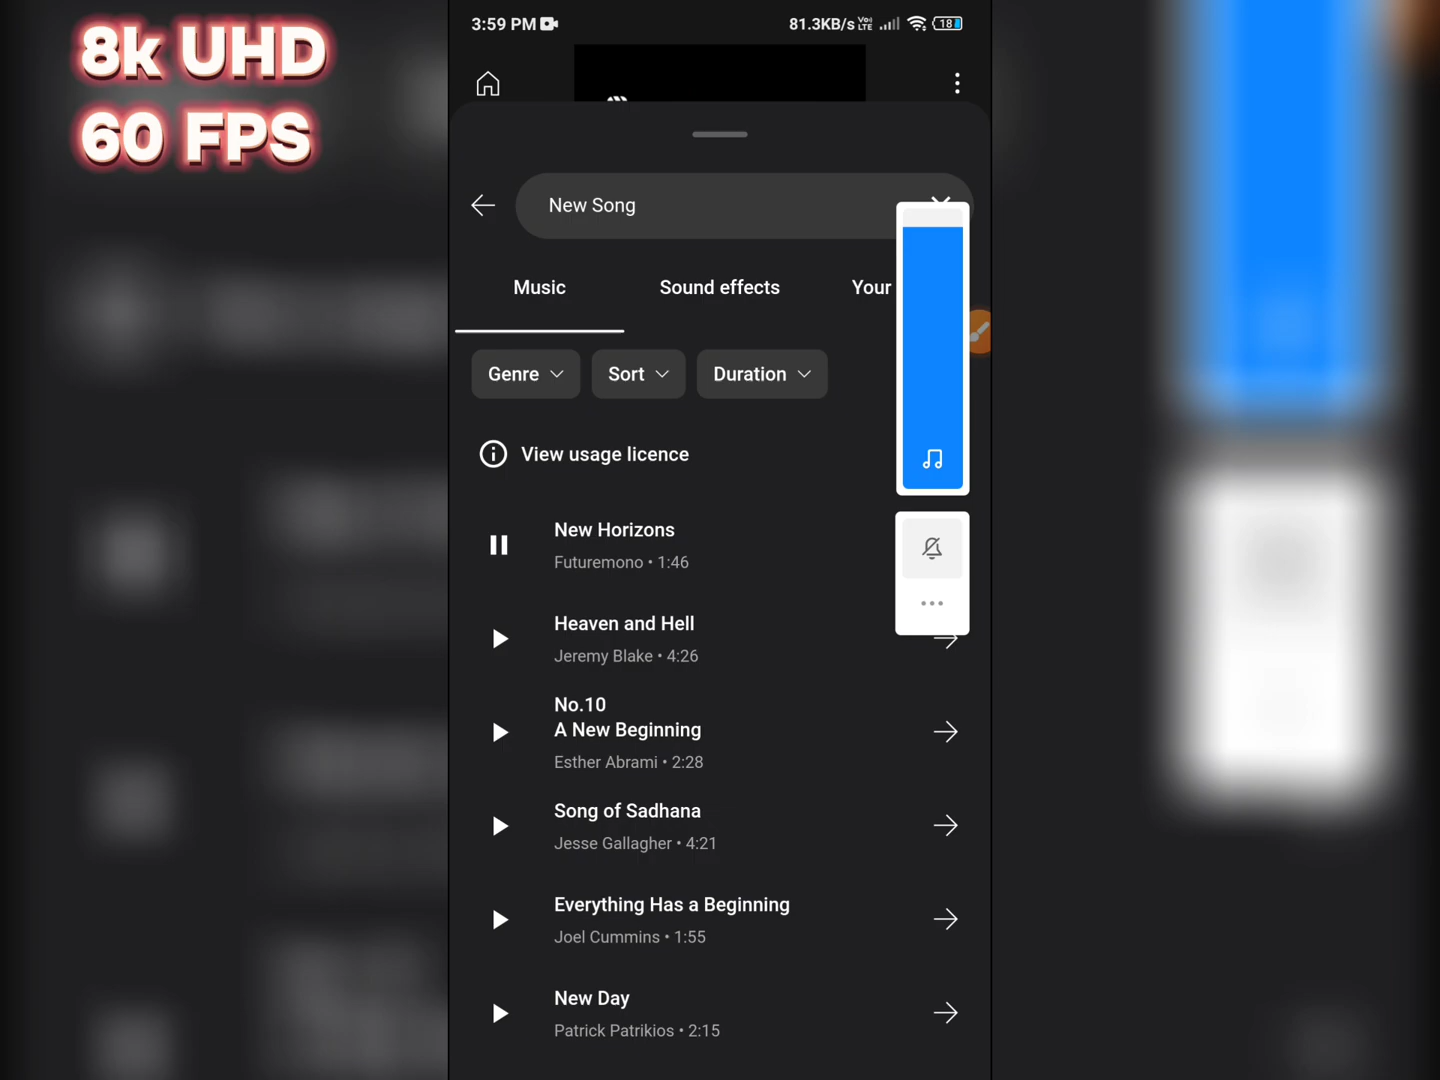 8k UHD
60 FPS
3:59 PM
81.3KB/s Vo) LTE 18
New Song
Music
Sound effects
Your
Genre
Sort
Duration
View usage licence
New Horizons
Futuremono • 1:46
Heaven and Hell
Jeremy Blake • 4:26
No.10
A New Beginning
Esther Abrami • 2:28
Song of Sadhana
Jesse Gallagher • 4:21
Everything Has a Beginning
Joel Cummins • 1:55
New Day
Patrick Patrikios • 2:15